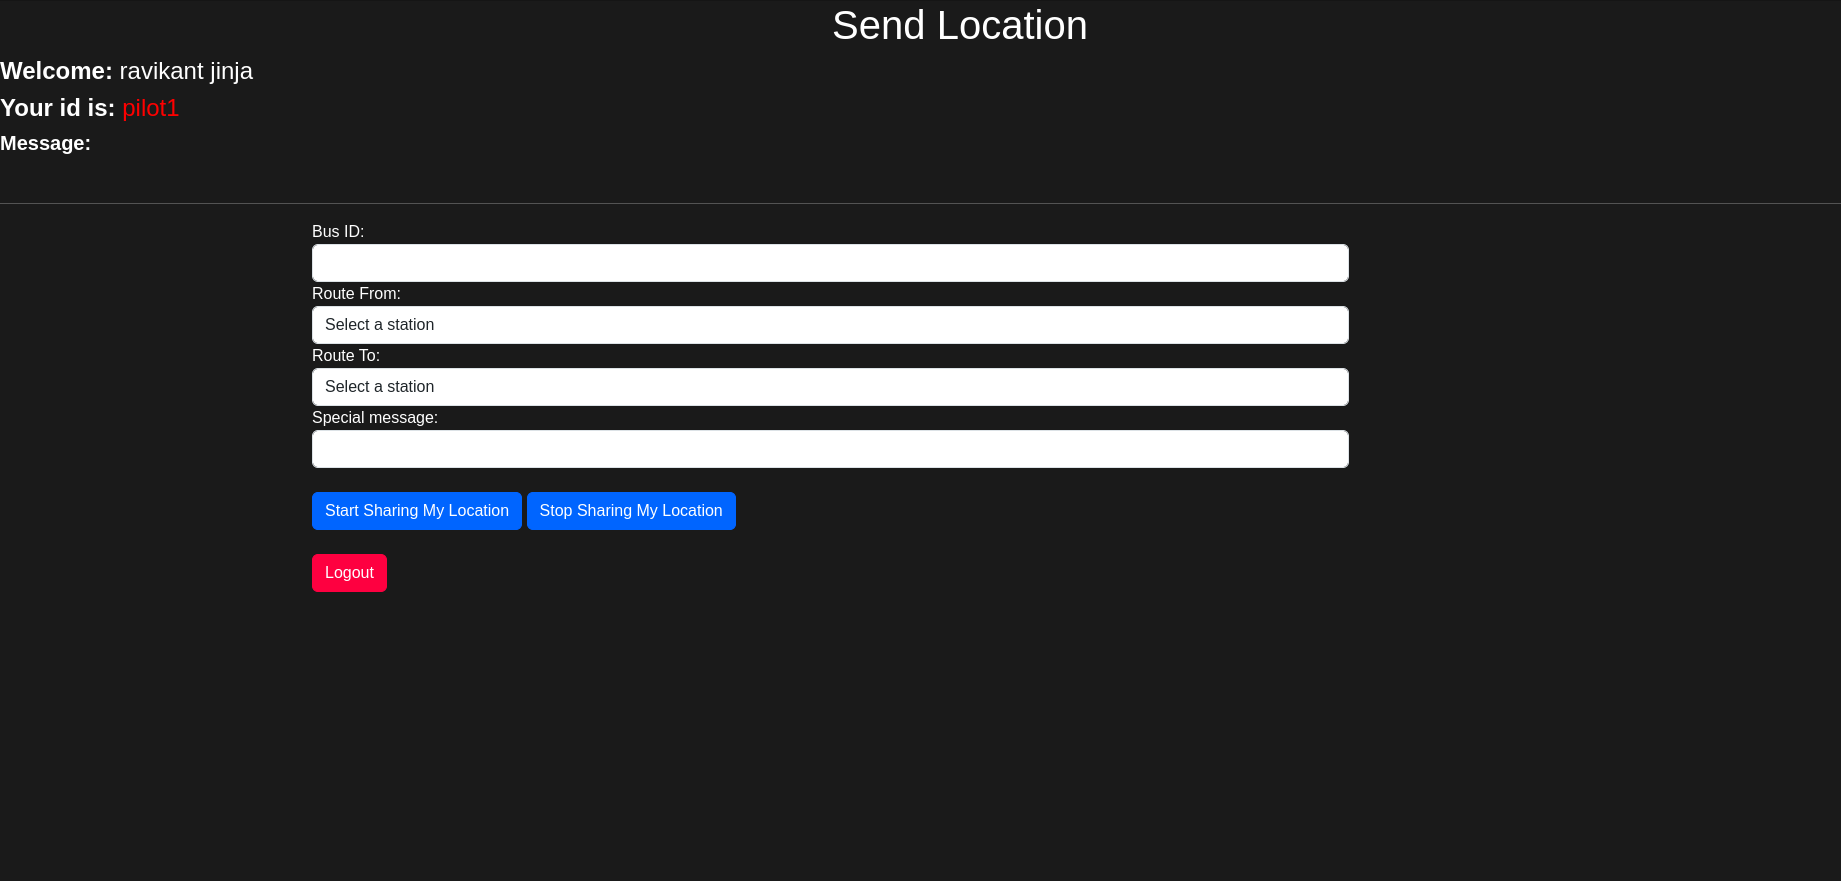 Send Location
Welcome: ravikant jinja
Your id is: pilot1
Message:
Bus ID:
Route From:
Select a station
Route To:
Select a station
Special message:
Start Sharing My Location Stop Sharing My Location
Logout